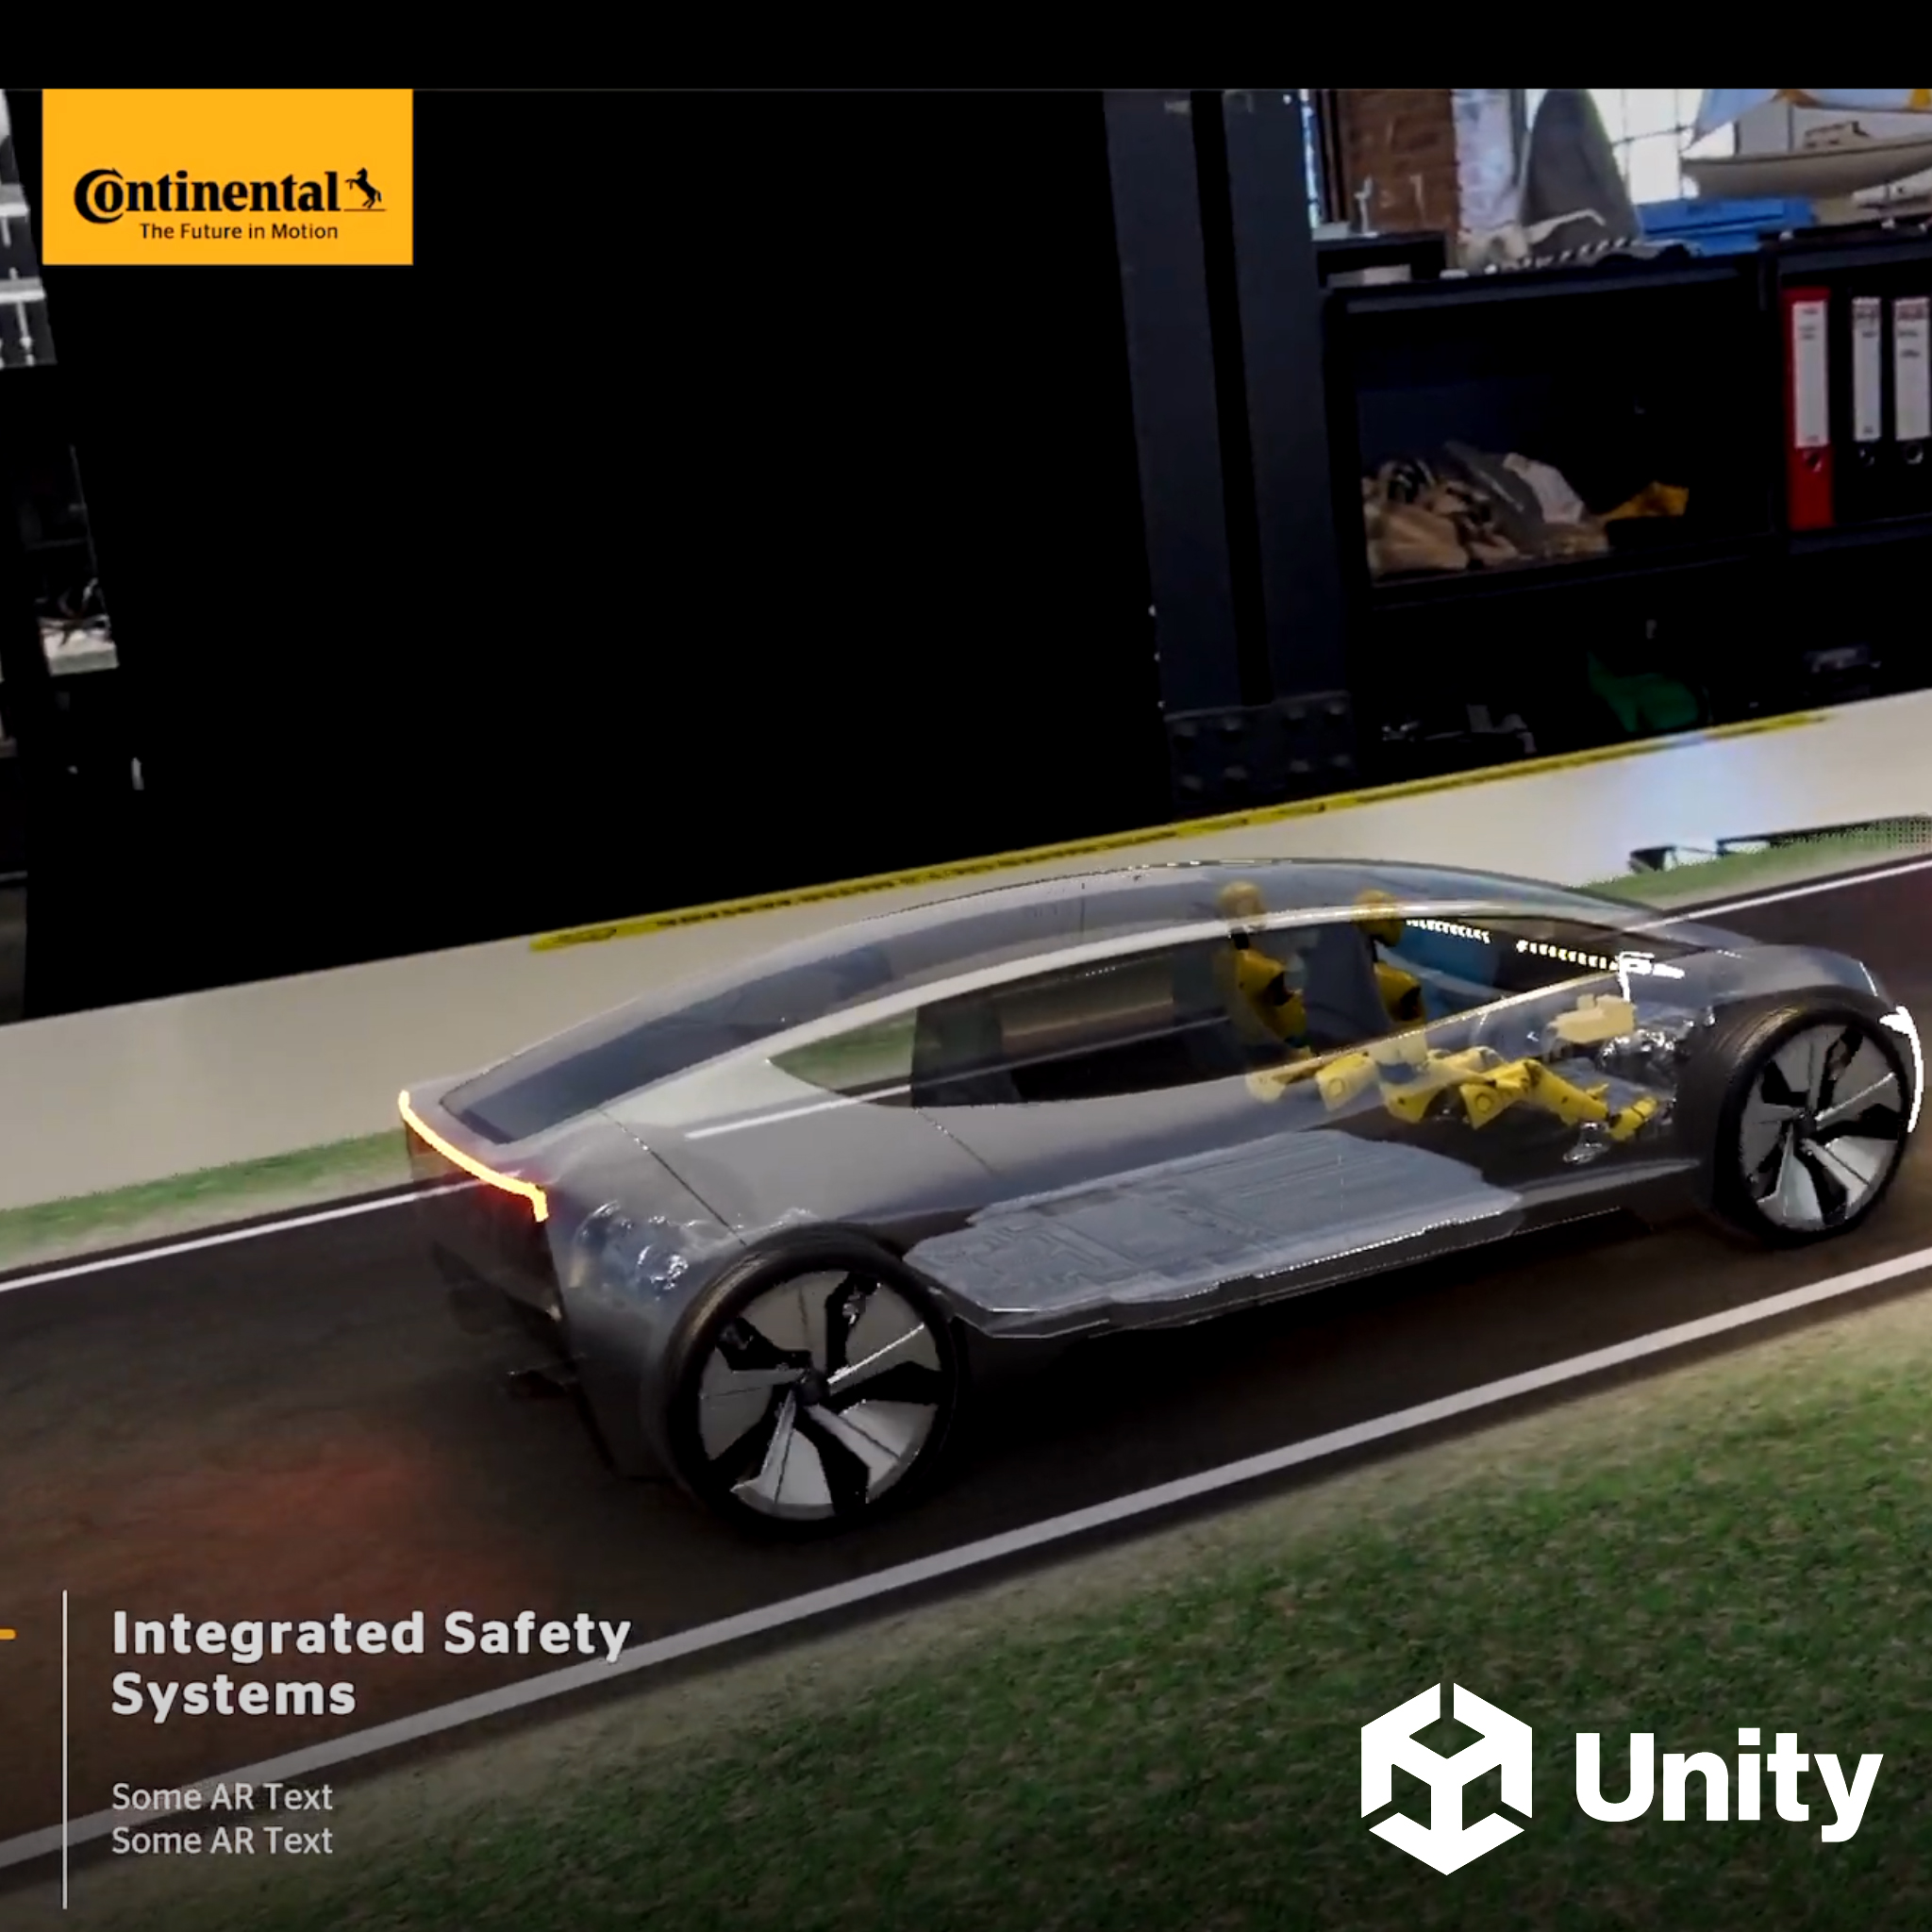 Continental
The Future in Motion
Integrated Safety
Systems
Some AR Text
Some AR Text
Unity